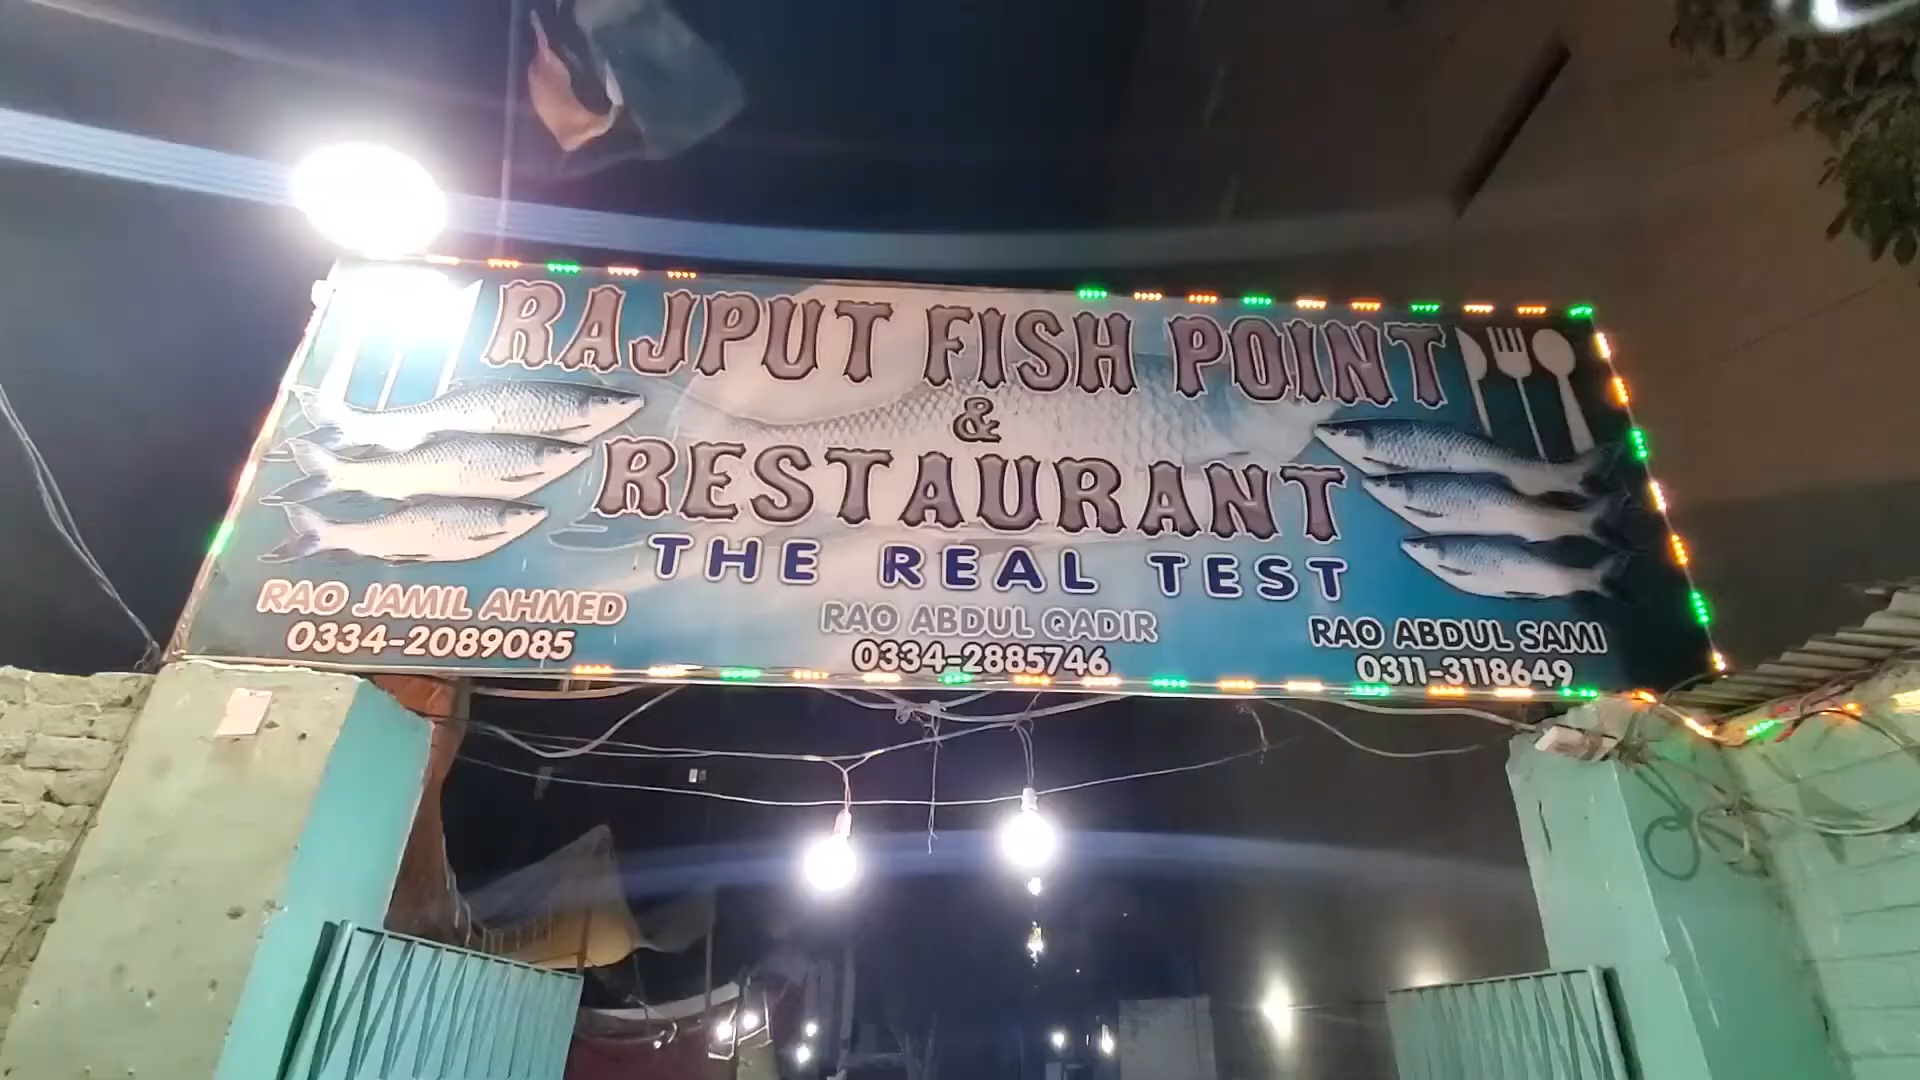 RAJPUT FISH POINT
&
RESTAURANT
THE REAL TEST
RAO JAMIL AHMED
0334-2089085
RAO ABDUL QADIR
0334-2885746
RAO ABDUL SAMI
0311-3118649